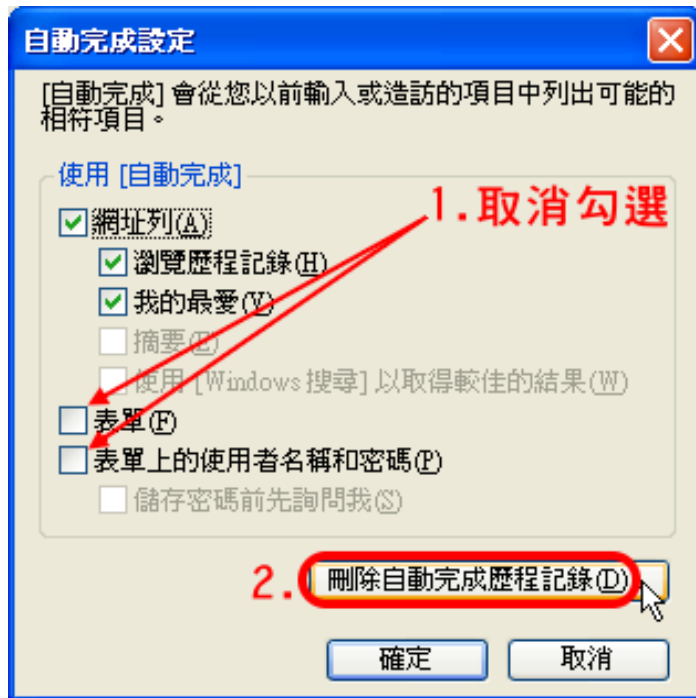 自動完成設定
[自動完成] 會從您以前輸入或造訪的項目中列出可能的
相符項目。
使用 [自動完成]
1.取消勾選
網址列(A)
瀏覽歷程記錄(H)
我的最愛(V)
摘要(E)
使用 [Windows 搜尋] 以取得較佳的結果(W)
表單(F)
表單上的使用者名稱和密碼(P)
儲存密碼前先詢問我(S)
2. 刪除自動完成歷程記錄(D)
確定 取消